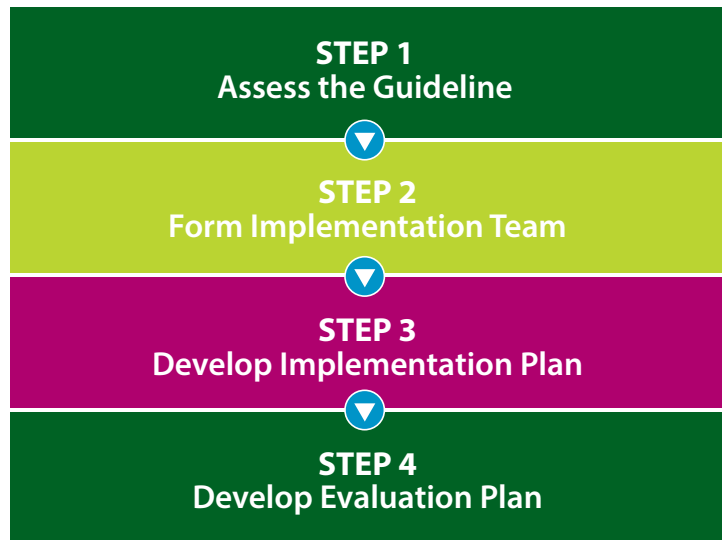 STEP 1
Assess the Guideline
STEP 2
Form Implementation Team
STEP 3
Develop Implementation Plan
STEP 4
Develop Evaluation Plan